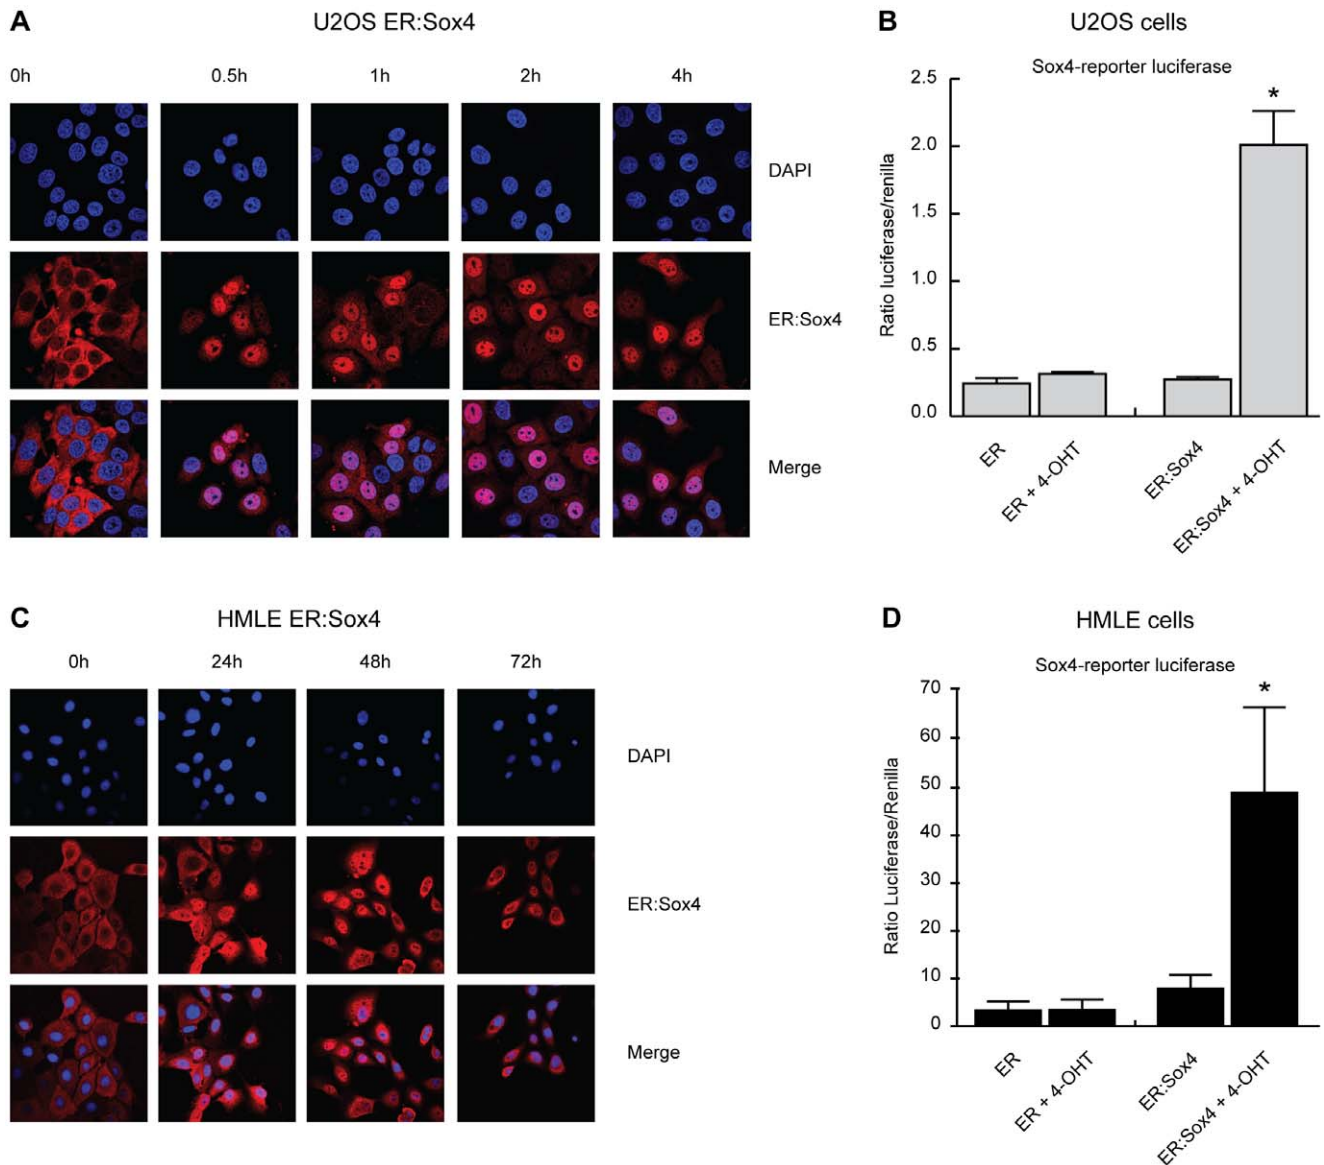 A
U2OS ER:Sox4
0h 0.5h 1h 2h 4h
DAPI
ER:Sox4
Merge
B
U2OS cells
Sox4-reporter luciferase
Ratio luciferase/renilla
2.5
2.0
1.5
1.0
0.5
0.0
*
ER
ER + 4-OHT
ER:Sox4
ER:Sox4 + 4-OHT
C
HMLE ER:Sox4
0h 24h 48h 72h
DAPI
ER:Sox4
Merge
D
HMLE cells
Sox4-reporter luciferase
Ratio Luciferase/Renilla
70
60
50
40
30
20
10
0
*
ER
ER + 4-OHT
ER:Sox4
ER:Sox4 + 4-OHT